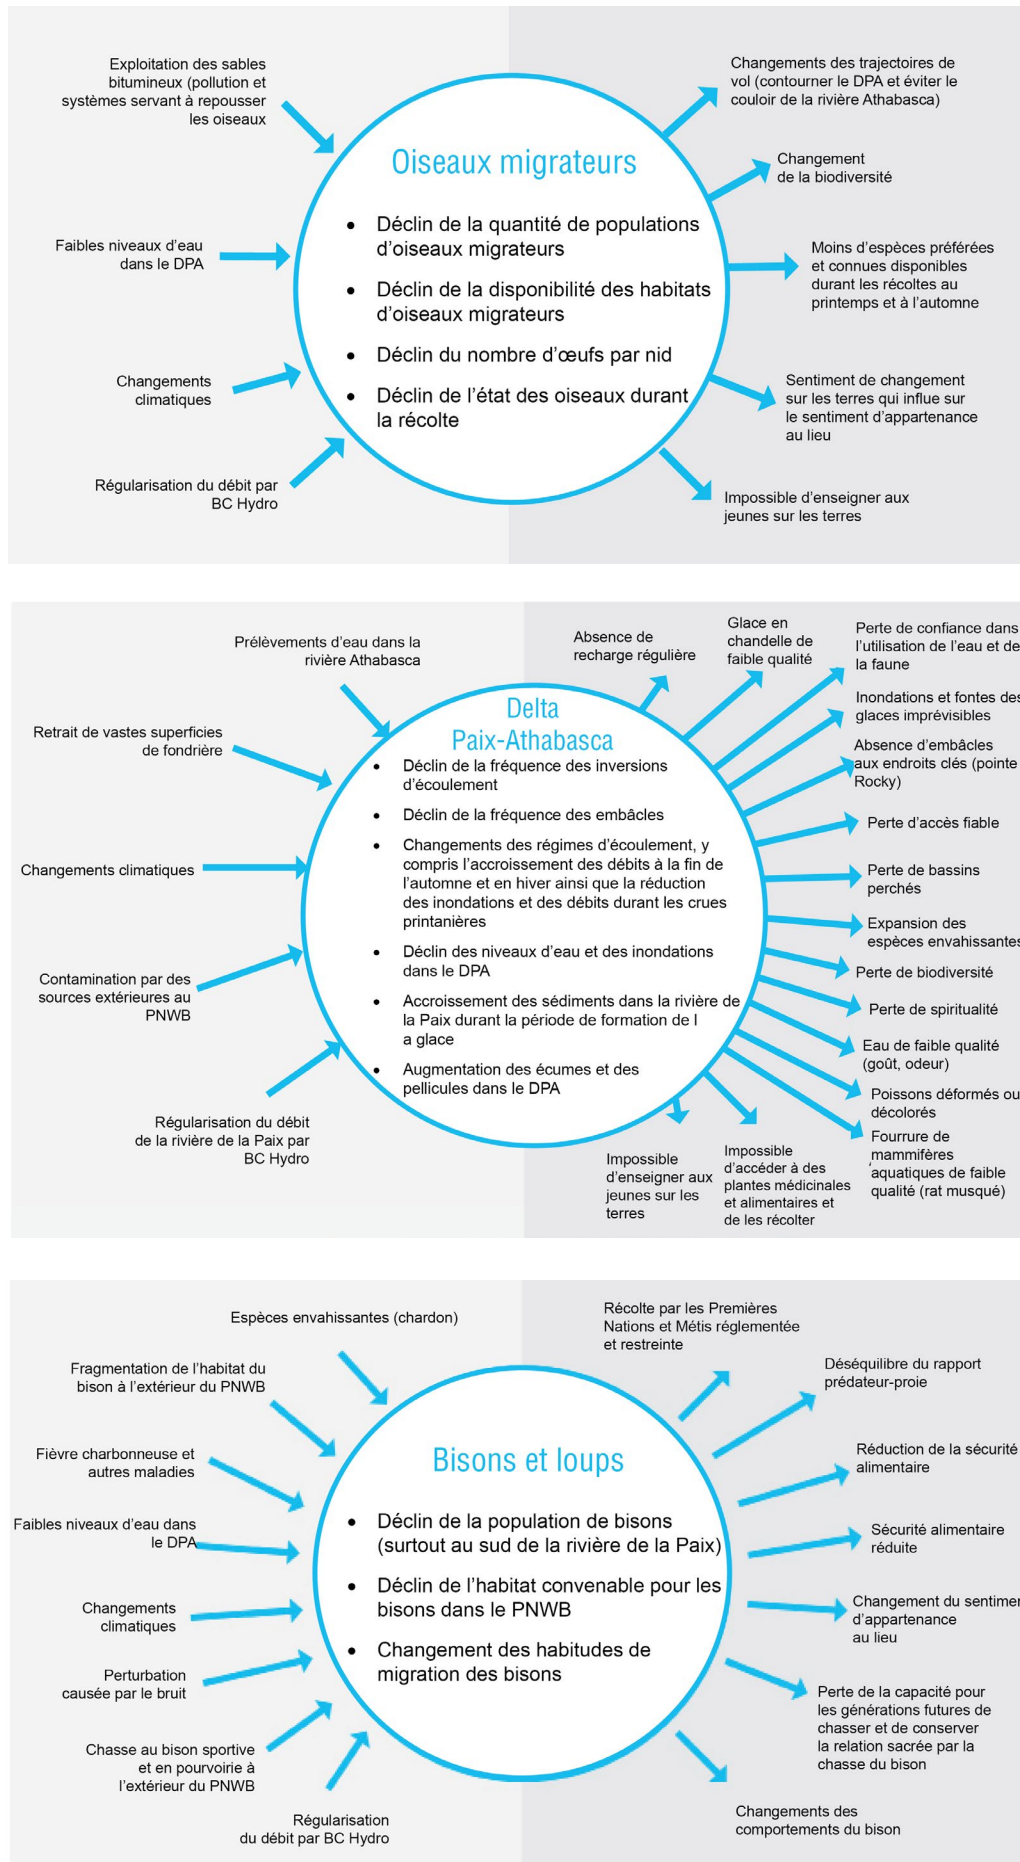 Exploitation des sables
bitumineux (pollution et
systèmes servant à repousser
les oiseaux
Faibles niveaux d'eau
dans le DPA
Changements
climatiques
Régularisation du débit par
BC Hydro
Oiseaux migrateurs
• Déclin de la quantité de populations
d'oiseaux migrateurs
• Déclin de la disponibilité des habitats
d'oiseaux migrateurs
• Déclin du nombre d'œufs par nid
• Déclin de l'état des oiseaux durant
la récolte
Changements des trajectoires de
vol (contourner le DPA et éviter le
couloir de la rivière Athabasca)
Changement
de la biodiversité
Moins d'espèces préférées
et connues disponibles
durant les récoltes au
printemps et à l'automne
Sentiment de changement
sur les terres qui influe sur
le sentiment d'appartenance
au lieu
Impossible d'enseigner aux
jeunes sur les terres
Prélèvements d'eau dans la
rivière Athabasca
Retrait de vastes superficies
de fondrière
Changements climatiques
Contamination par des
sources extérieures au
PNWB
Régularisation du débit
de la rivière de la Paix par
BC Hydro
Delta
Paix-Athabasca
• Déclin de la fréquence des inversions
d'écoulement
• Déclin de la fréquence des embâcles
• Changements des régimes d'écoulement, y
compris l'accroissement des débits à la fin de
l'automne et en hiver ainsi que la réduction
des inondations et des débits durant les crues
printanières
• Déclin des niveaux d'eau et des inondations
dans le DPA
• Accroissement des sédiments dans la rivière de
la Paix durant la période de formation de l
a glace
• Augmentation des écumes et des
pellicules dans le DPA
Absence de
recharge régulière
Glace en
chandelle de
faible qualité
Perte de confiance dans
l'utilisation de l'eau et de
la faune
Inondations et fontes des
glaces imprévisibles
Absence d'embâcles
aux endroits clés (pointe
Rocky)
Perte d'accès fiable
Perte de bassins
perchés
Expansion des
espèces envahissantes
Perte de biodiversité
Perte de spiritualité
Eau de faible qualité
(goût, odeur)
Poissons déformés ou
décolorés
Fourrure de
mammifères
aquatiques de faible
qualité (rat musqué)
Impossible
d'accéder à des
plantes médicinales
et alimentaires et
de les récolter
Impossible
d'enseigner aux
jeunes sur les
terres
Espèces envahissantes (chardon)
Fragmentation de l'habitat du
bison à l'extérieur du PNWB
Fièvre charbonneuse et
autres maladies
Faibles niveaux d'eau dans
le DPA
Changements
climatiques
Perturbation
causée par le bruit
Chasse au bison sportive
et en pourvoirie à
l'extérieur du PNWB
Régularisation
du débit par BC Hydro
Bisons et loups
• Déclin de la population de bisons
(surtout au sud de la rivière de la Paix)
• Déclin de l'habitat convenable pour les
bisons dans le PNWB
• Changement des habitudes de
migration des bisons
Récolte par les Premières
Nations et Métis réglementée
et restreinte
Déséquilibre du rapport
prédateur-proie
Réduction de la sécurité
alimentaire
Sécurité alimentaire
réduite
Changement du sentiment
d'appartenance
au lieu
Perte de la capacité pour
les générations futures de
chasser et de conserver
la relation sacrée par la
chasse du bison
Changements des
comportements du bison